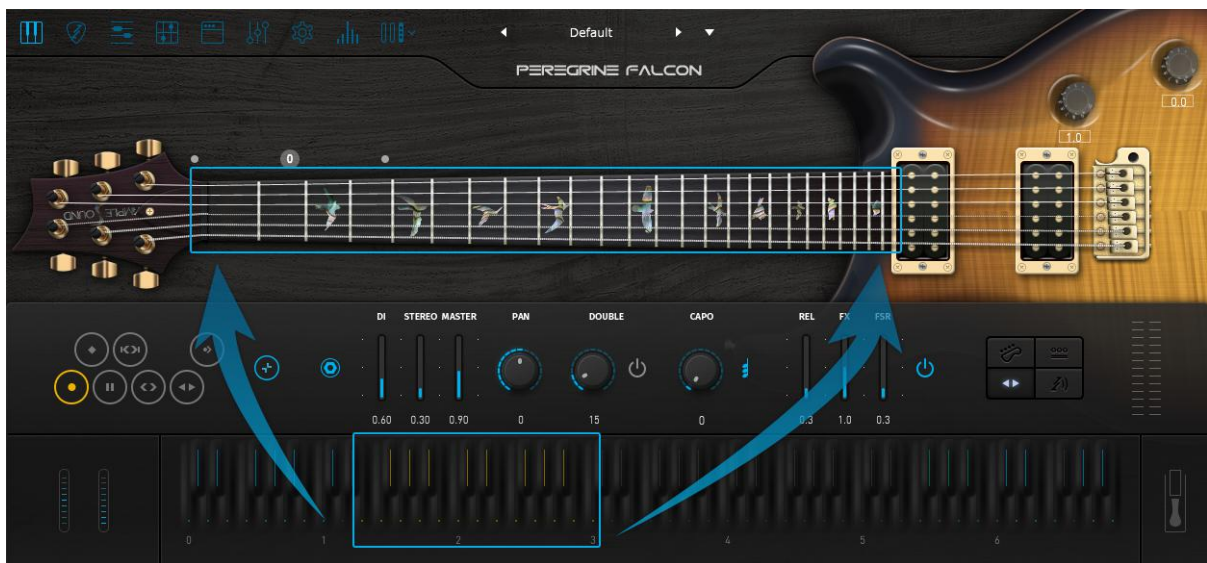 Default
PEREGRINE FALCON
0.0
1.0
0
AMPLE SOUND
DI STEREO MASTER PAN DOUBLE CAPO REL FX FSR
0.60 0.30 0.90 0 15 0 0.3 1.0 0.3
0 1 2 3 4 5 6